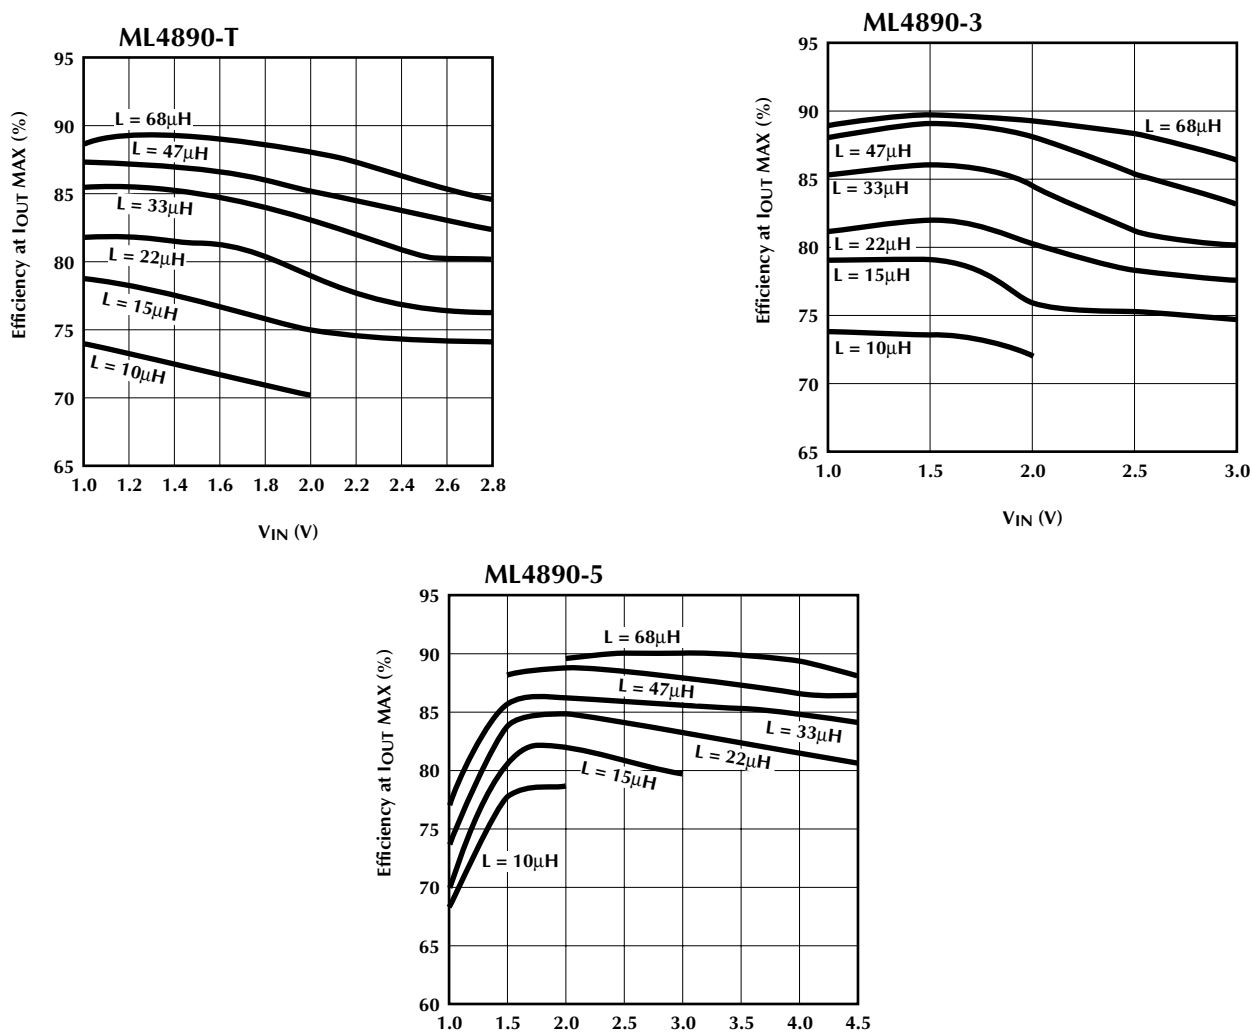 ML4890-T
Efficiency at IOUT MAX (%)
95
90
85
80
75
70
65
L = 68μH
L = 47μH
L = 33μH
L = 22μH
L = 15μH
L = 10μH
1.0 1.2 1.4 1.6 1.8 2.0 2.2 2.4 2.6 2.8
VIN (V)
ML4890-3
Efficiency at IOUT MAX (%)
95
90
85
80
75
70
65
L = 68μH
L = 47μH
L = 33μH
L = 22μH
L = 15μH
L = 10μH
1.0 1.5 2.0 2.5 3.0
VIN (V)
ML4890-5
Efficiency at IOUT MAX (%)
95
90
85
80
75
70
65
60
L = 68μH
L = 47μH
L = 33μH
L = 22μH
L = 15μH
L = 10μH
1.0 1.5 2.0 2.5 3.0 3.5 4.0 4.5